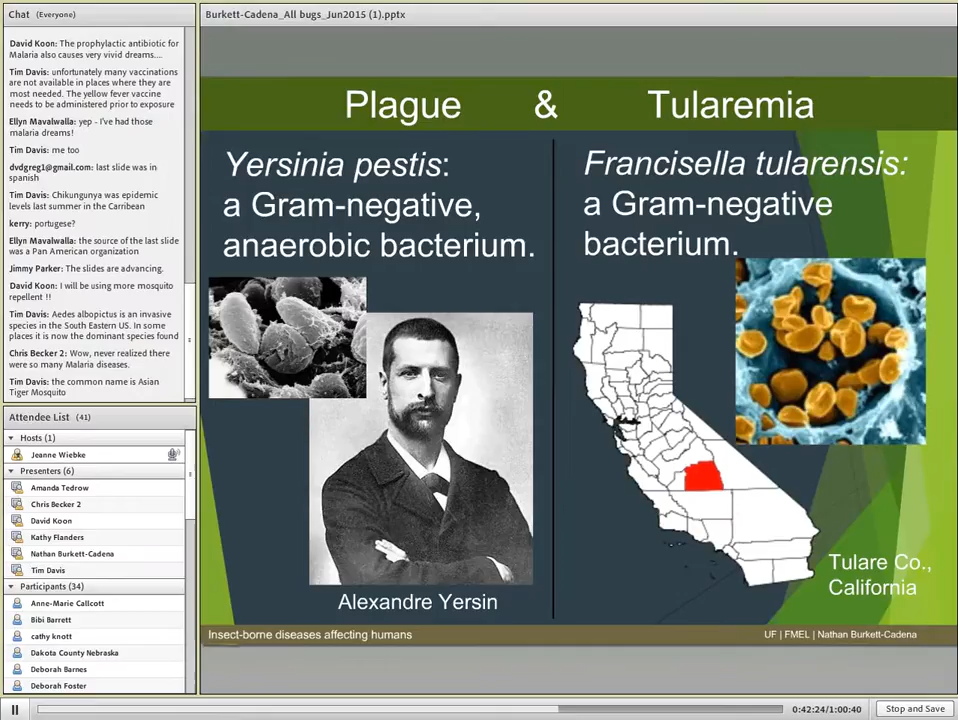 Chat (Everyone)
David Koon: The prophylactic antibiotic for
Malaria also causes very vivid dreams....
Tim Davis: unfortunately many vaccinations
are not available in places where they are
most needed. The yellow fever vaccine
needs to be administered prior to exposure
Ellyn Mavalwalla: yep - I've had those
malaria dreams!
Tim Davis: me too
dvdgreg1@gmail.com: last slide was in
spanish
Tim Davis: Chikungunya was epidemic
levels last summer in the Carribean
kerry: portugese?
Ellyn Mavalwalla: the source of the last slide
was a Pan American organization
Jimmy Parker: The slides are advancing.
David Koon: I will be using more mosquito
repellent !!
Tim Davis: Aedes albopictus is an invasive
species in the South Eastern US. In some
places it is now the dominant species found
Chris Becker 2: Wow, never realized there
were so many Malaria diseases.
Tim Davis: the common name is Asian
Tiger Mosquito
Attendee List (41)
Hosts (1)
Jeanne Wiebke
Presenters (6)
Amanda Tedrow
Chris Becker 2
David Koon
Kathy Flanders
Nathan Burkett-Cadena
Tim Davis
Participants (34)
Anne-Marie Callcott
Bibi Barrett
cathy knott
Dakota County Nebraska
Deborah Barnes
Deborah Foster
Burkett-Cadena_All bugs_Jun2015 (1).pptx
Plague & Tularemia
Yersinia pestis:
a Gram-negative,
anaerobic bacterium.
Alexandre Yersin
Francisella tularensis:
a Gram-negative
bacterium.
Tulare Co.,
California
Insect-borne diseases affecting humans
UF | FMEL | Nathan Burkett-Cadena
0:42:24/1:00:40
Stop and Save